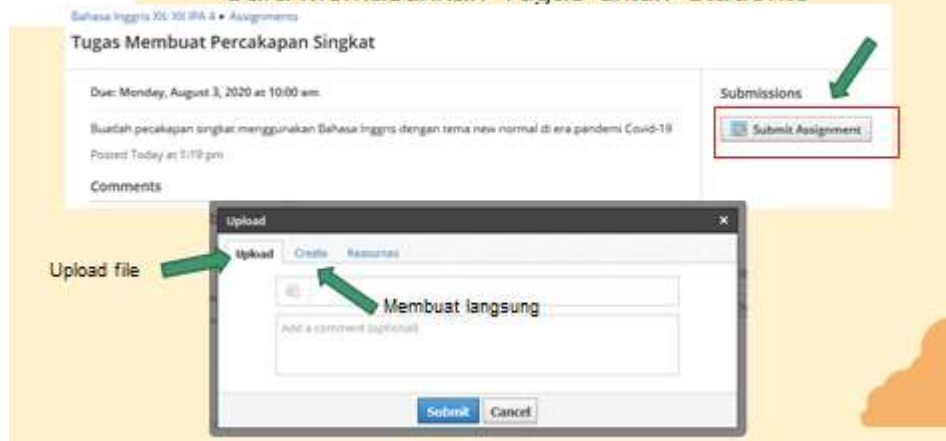 Bahasa Inggris XII: XII IPA 4 ▸ Assignments
Tugas Membuat Percakapan Singkat
Due: Monday, August 3, 2020 at 10:00 am
Buatlah pecakapan singkat menggunakan Bahasa Inggris dengan tema new normal di era pandemi Covid-19
Posted Today at 1:19 pm
Comments
Submissions
Submit Assignment
Upload
Upload Create Resources
Upload file
Membuat langsung
Add a comment (optional)
Submit Cancel